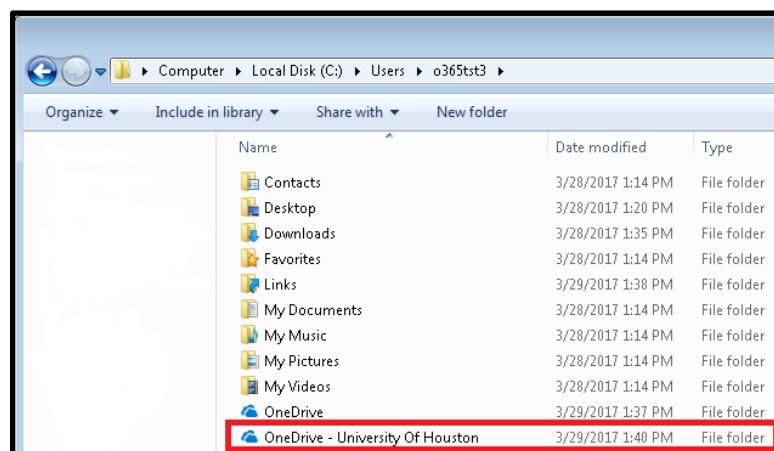 Computer Local Disk (C:) Users o365tst3
Organize Include in library Share with New folder
Name Date modified Type
Contacts 3/28/2017 1:14 PM File folder
Desktop 3/28/2017 1:20 PM File folder
Downloads 3/28/2017 1:35 PM File folder
Favorites 3/28/2017 1:14 PM File folder
Links 3/29/2017 1:38 PM File folder
My Documents 3/28/2017 1:14 PM File folder
My Music 3/28/2017 1:14 PM File folder
My Pictures 3/28/2017 1:14 PM File folder
My Videos 3/28/2017 1:14 PM File folder
OneDrive 3/29/2017 1:37 PM File folder
OneDrive - University Of Houston 3/29/2017 1:40 PM File folder